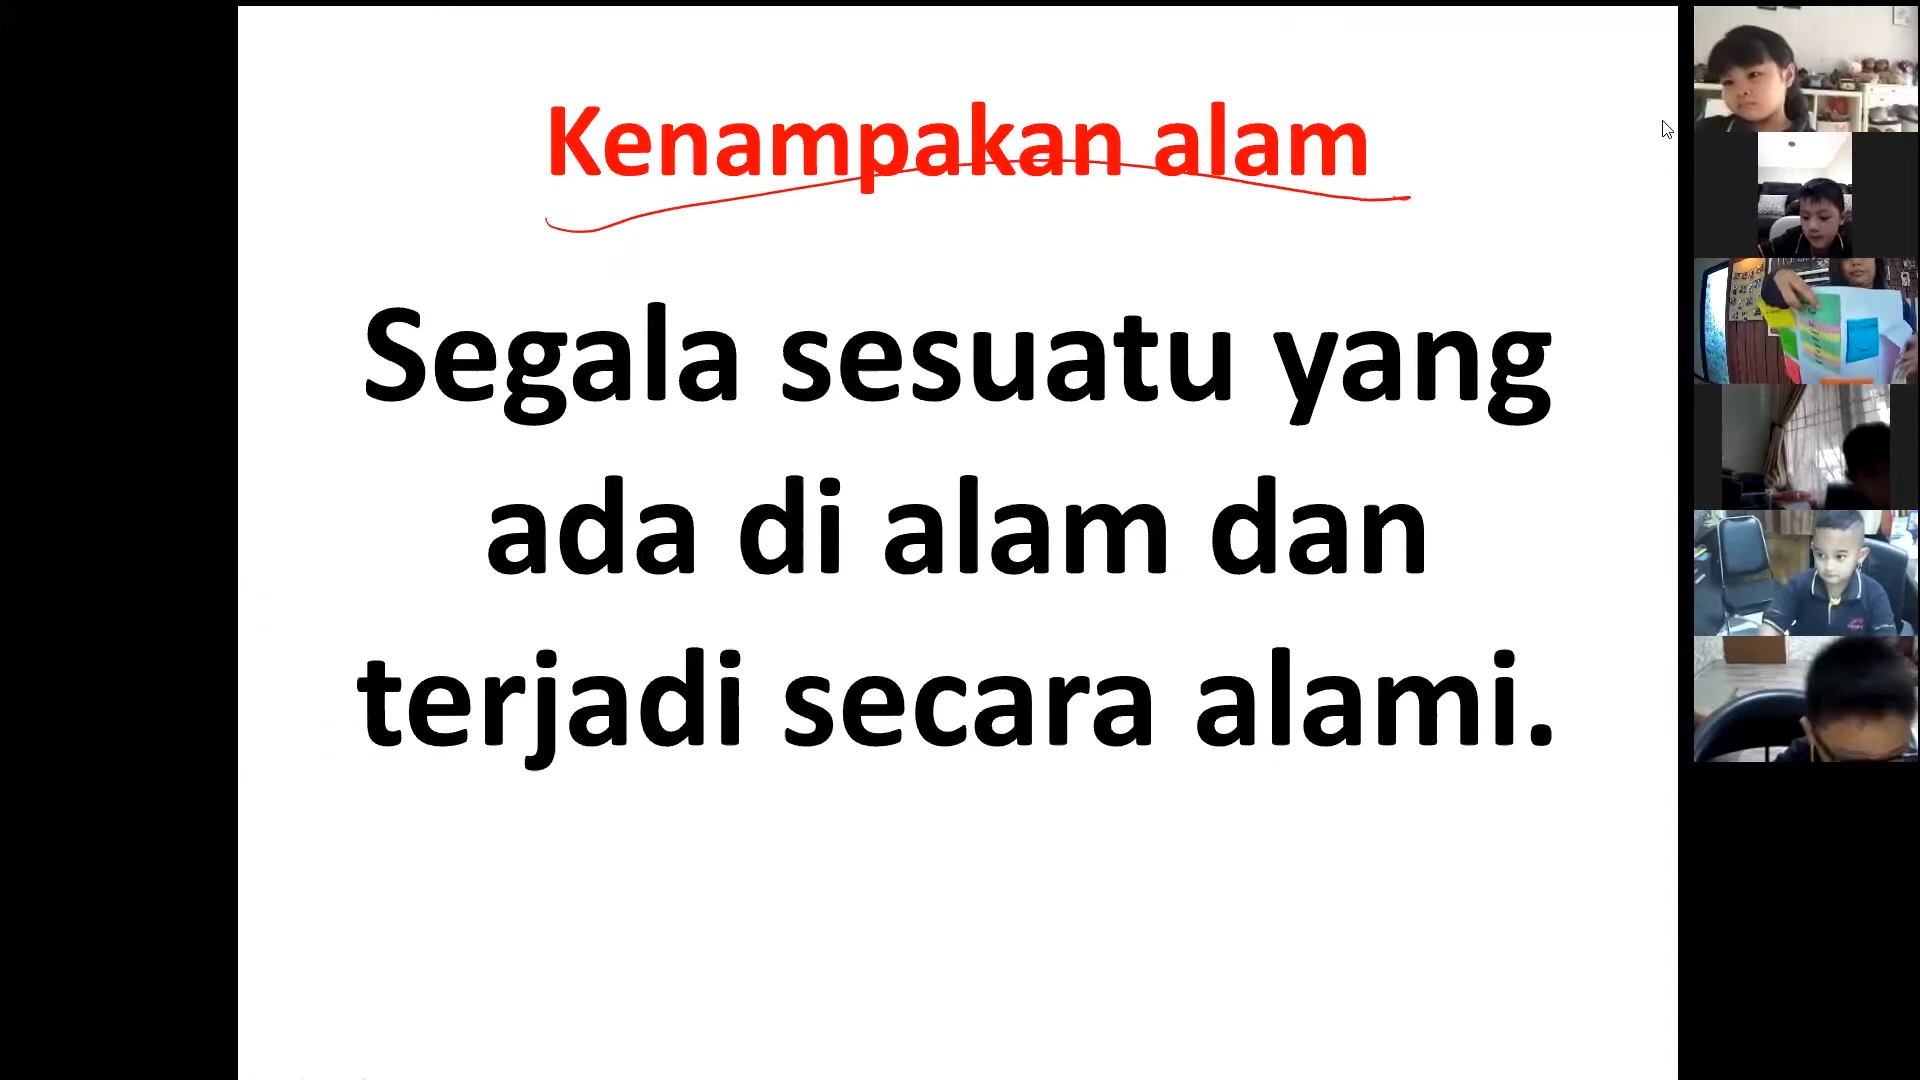 Kenampakan alam
Segala sesuatu yang
ada di alam dan
terjadi secara alami.